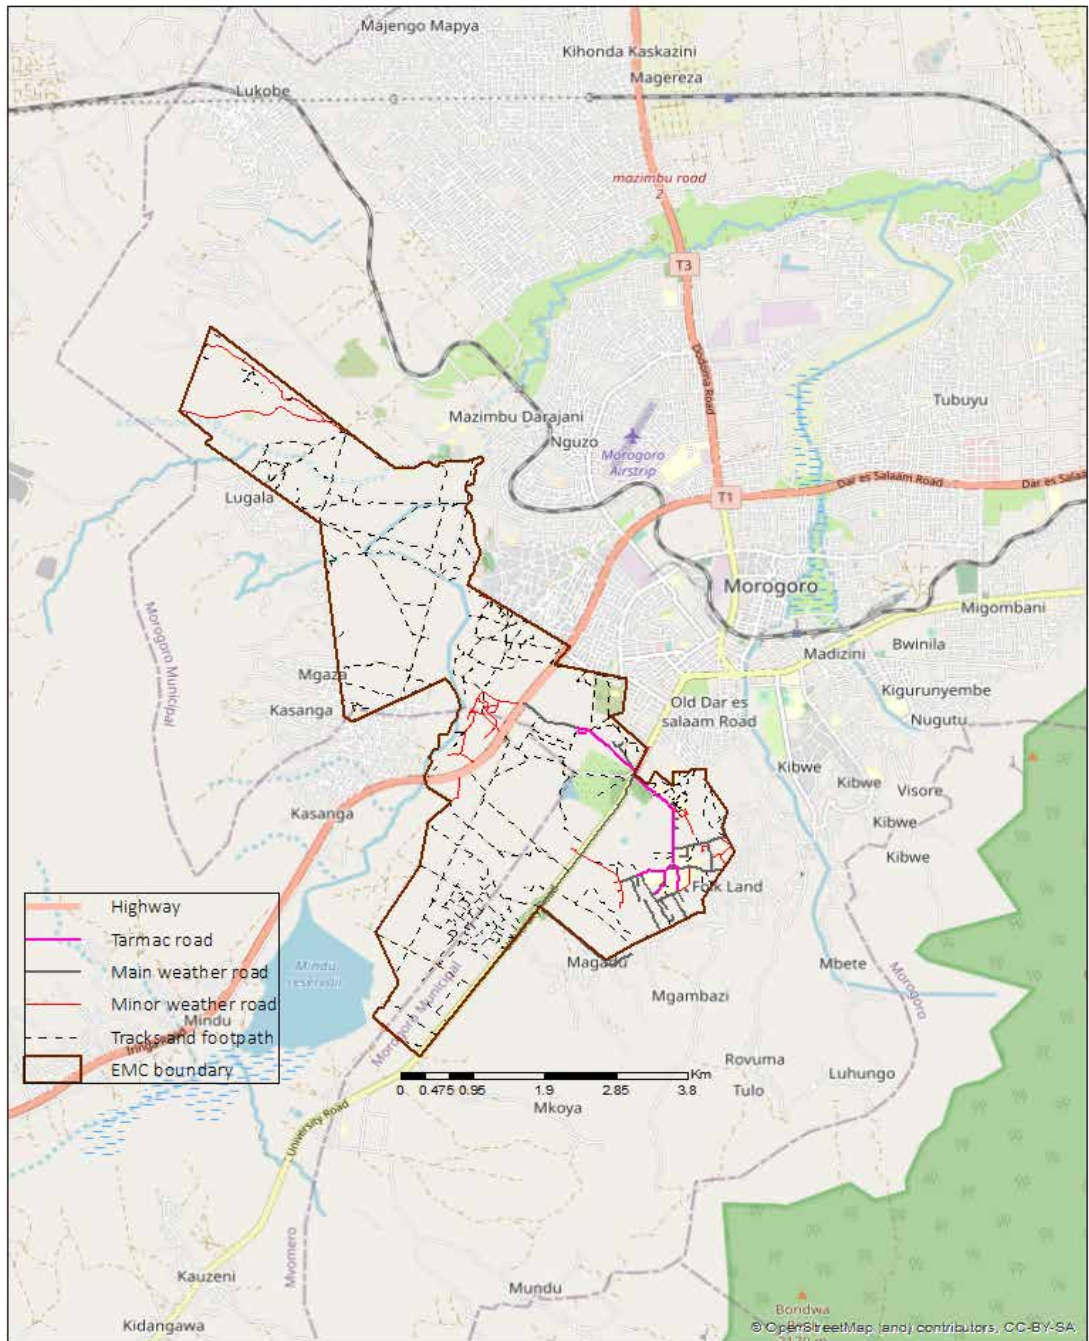 Majengo Mapya
Kihonda Kaskazini
Magereza
Lukobe
mazimbu road
2
T3
Dodoma Road
Tubuyu
Mazimbu Darajani
Nguzo
Morogoro
Airstrip
Dar es Salaam Road
Dar es Sala
T1
Lugala
Morogoro
Migombani
Morogoro Municipal
Bwinila
Madizini
Mgaza
Kigurunyembe
Kasanga
Old Dar es
salaam Road
Nugutu
Kibwe
Kibwe
Visore
Kasanga
Kibwe
Kibwe
Folk Land
Highway
Tarmac road
Main weather road
Minor weather road
Tracks and footpath
EMC boundary
Mindu
reservoir
Mindu
Iringa Road
Magadu
Mbete
Mgambazi
Morogoro
Morogoro Municipal
Rovuma
Tulo
Luhungo
Km
0 0.475 0.95 1.9 2.85 3.8
Mkoya
University Road
Mvomero
Kauzeni
Mundu
Kidangawa
Bondwa
© OpenStreetMap (and) contributors, CC-BY-SA